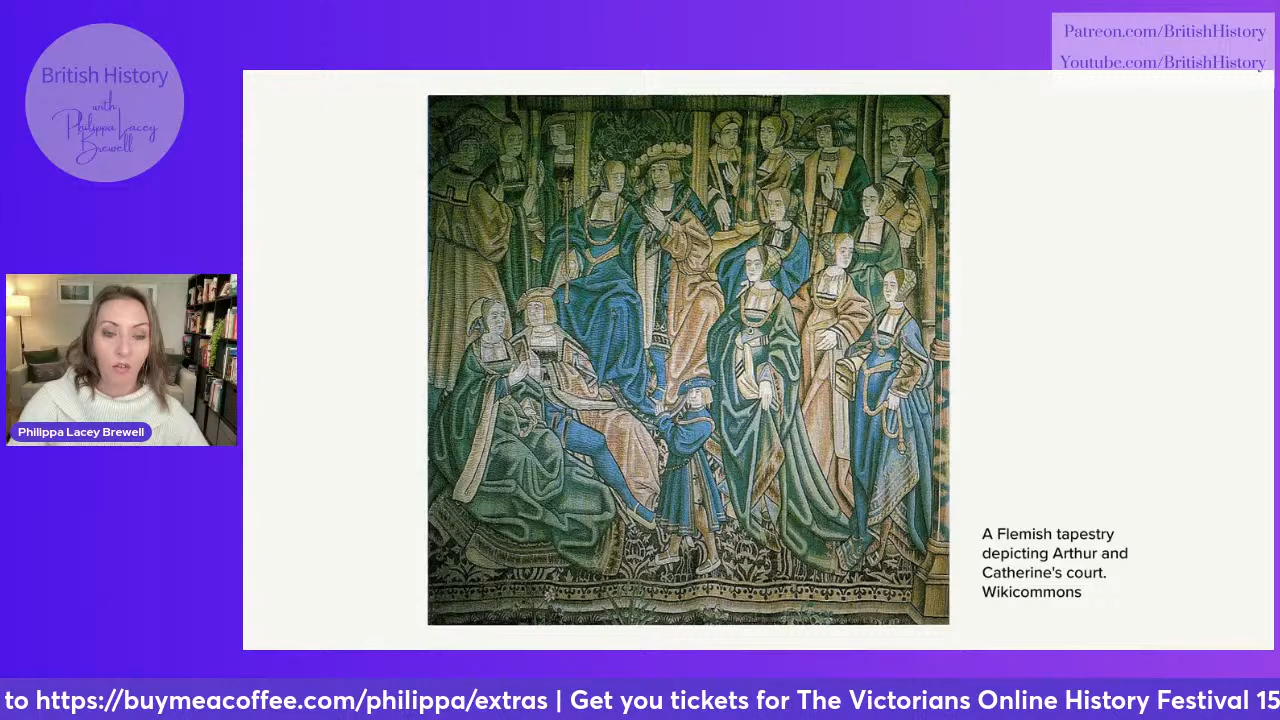 British History
with
Philippa Lacey
Brewell
Patreon.com/BritishHistory
Youtube.com/BritishHistory
Philippa Lacey Brewell
A Flemish tapestry
depicting Arthur and
Catherine's court.
Wikicommons
to https://buymeacoffee.com/philippa/extras | Get you tickets for The Victorians Online History Festival 15